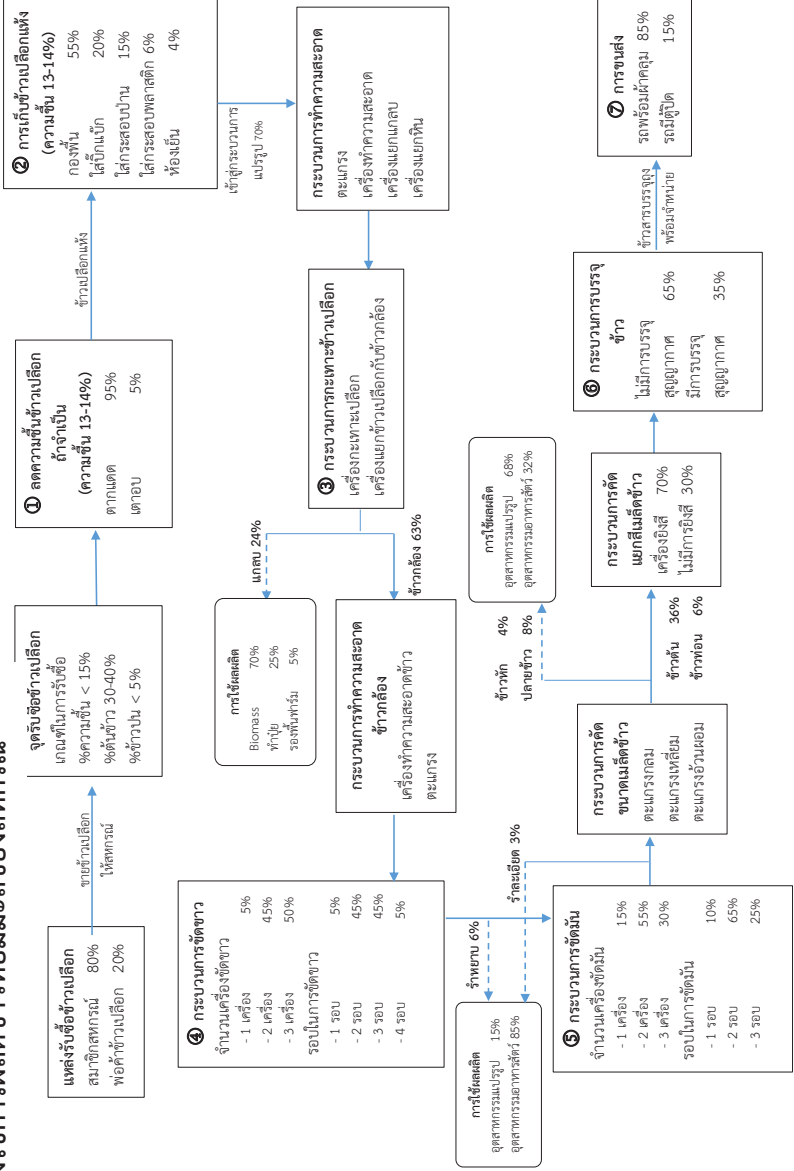 แหล่งรับซื้อข้าวเปลือก
สมาชิกสหกรณ์ 80%
พ่อค้าข้าวเปลือก 20%
ขายข้าวเปลือก
ให้สหกรณ์
จุดรับซื้อข้าวเปลือก
เกณฑ์ในการรับซื้อ
%ความชื้น < 15%
%ต้นข้าว 30-40%
%ข้าวปน < 5%
① ลดความชื้นข้าวเปลือก
ถ้าจำเป็น
(ความชื้น 13-14%)
ตากแดด 95%
เตาอบ 5%
ข้าวเปลือกแห้ง
② การเก็บข้าวเปลือกแห้ง
(ความชื้น 13-14%)
กองพื้น 55%
ใส่บิ๊กแบ๊ก 20%
ใส่กระสอบป่าน 15%
ใส่กระสอบพลาสติก 6%
ห้องเย็น 4%
เข้าสู่กระบวนการ
แปรรูป 70%
กระบวนการทำความสะอาด
ตะแกรง
เครื่องทำความสะอาด
เครื่องแยกแกลบ
เครื่องแยกหิน
③ กระบวนการกะเทาะข้าวเปลือก
เครื่องกะเทาะเปลือก
เครื่องแยกข้าวเปลือกกับข้าวกล้อง
แกลบ 24%
ข้าวกล้อง 63%
การใช้ผลผลิต
Biomass 70%
ทำปุ๋ย 25%
รองพื้นฟาร์ม 5%
กระบวนการทำความสะอาด
ข้าวกล้อง
เครื่องทำความสะอาดข้าว
ตะแกรง
④ กระบวนการขัดขาว
จำนวนเครื่องขัดขาว
- 1 เครื่อง 5%
- 2 เครื่อง 45%
- 3 เครื่อง 50%
รอบในการขัดขาว
- 1 รอบ 5%
- 2 รอบ 45%
- 3 รอบ 45%
- 4 รอบ 5%
รำหยาบ 6%
รำละเอียด 3%
การใช้ผลผลิต
อุตสาหกรรมแปรรูป 15%
อุตสาหกรรมอาหารสัตว์ 85%
⑤ กระบวนการขัดมัน
จำนวนเครื่องขัดมัน
- 1 เครื่อง 15%
- 2 เครื่อง 55%
- 3 เครื่อง 30%
รอบในการขัดมัน
- 1 รอบ 10%
- 2 รอบ 65%
- 3 รอบ 25%
กระบวนการคัด
ขนาดเมล็ดข้าว
ตะแกรงกลม
ตะแกรงเหลี่ยม
ตะแกรงอ้วนผอม
ข้าวหัก 4%
ปลายข้าว 8%
ข้าวต้น 36%
ข้าวท่อน 6%
การใช้ผลผลิต
อุตสาหกรรมแปรรูป 68%
อุตสาหกรรมอาหารสัตว์ 32%
กระบวนการคัด
แยกสีเมล็ดข้าว
เครื่องยิงสี 70%
ไม่มีการยิงสี 30%
⑥ กระบวนการบรรจุ
ข้าว
ไม่มีการบรรจุ
สุญญากาศ 65%
มีการบรรจุ
สุญญากาศ 35%
ข้าวสารบรรจุถุง
พร้อมจำหน่าย
⑦ การขนส่ง
รถพร้อมผ้าคลุม 85%
รถมีตู้ปิด 15%